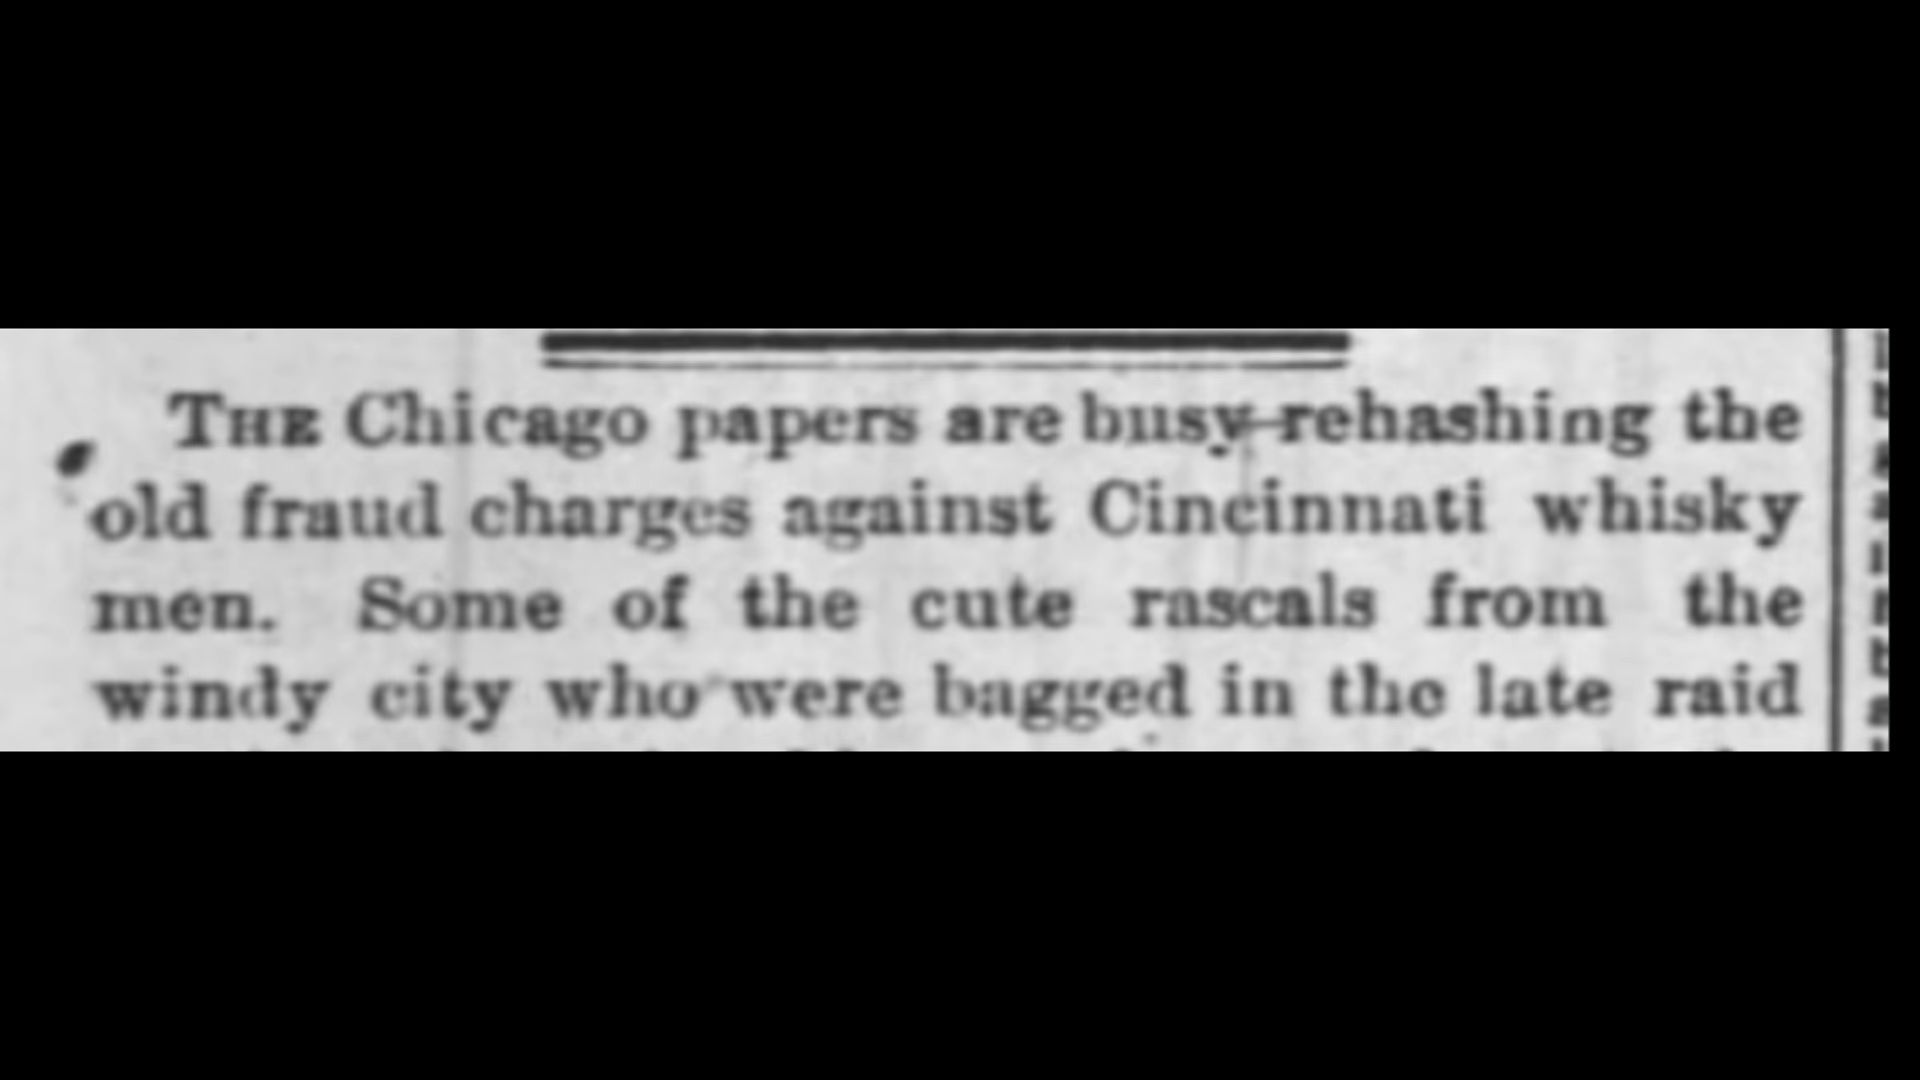 THE Chicago papers are busy rehashing the
old fraud charges against Cincinnati whisky
men. Some of the cute rascals from the
windy city who were bagged in the late raid